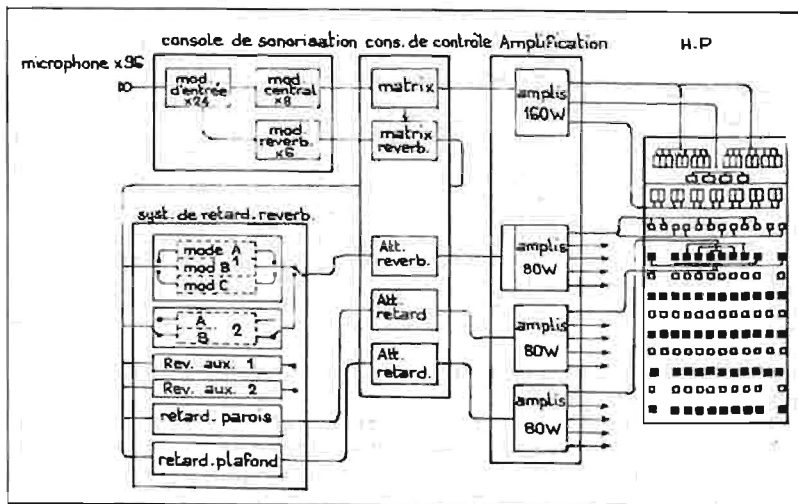 console de sonorisation cons. de contrôle Amplification H.P
microphone x96
mod. d'entrée x24
mod. central x8
mod. reverb. x6
matrix
matrix reverb.
amplis 160W
syst. de retard. reverb.
mode A
mod B 1
mod C
A
B 2
Rev. aux. 1
Rev. aux. 2
retard. parois
retard. plafond
Att. reverb.
Att. retard
Att. retard.
amplis 80W
amplis 80W
amplis 80W